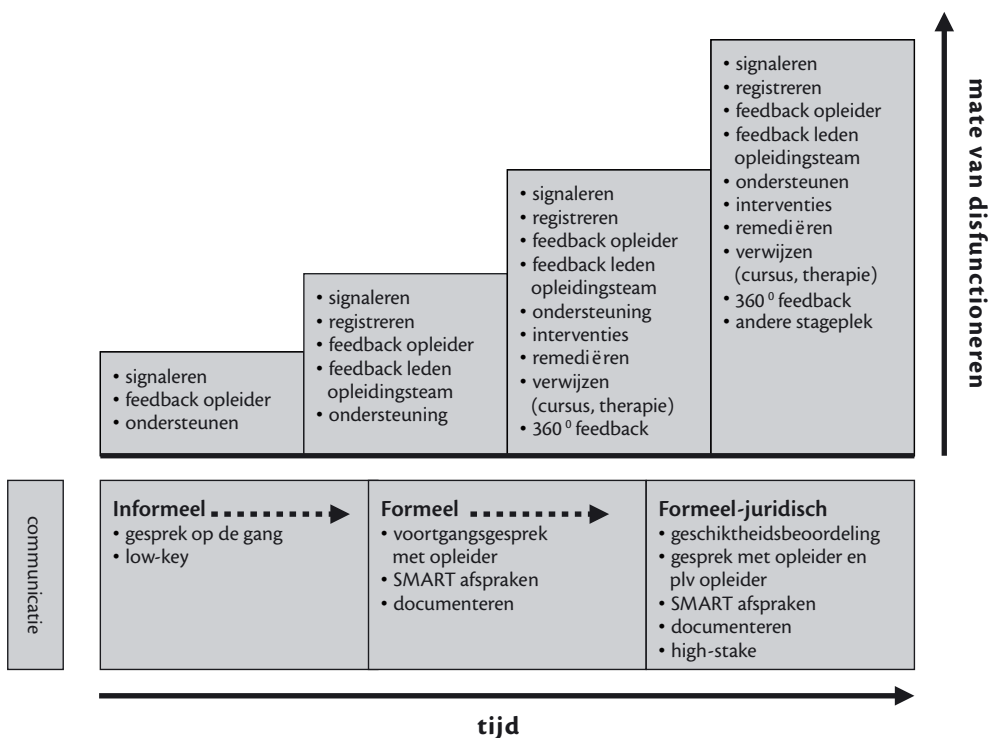 • signaleren
• feedback opleider
• ondersteunen
• signaleren
• registreren
• feedback opleider
• feedback leden
opleidingsteam
• ondersteuning
• signaleren
• registreren
• feedback opleider
• feedback leden
opleidingsteam
• ondersteuning
• interventies
• remediëren
• verwijzen
(cursus, therapie)
• 360⁰ feedback
• signaleren
• registreren
• feedback opleider
• feedback leden
opleidingsteam
• ondersteunen
• interventies
• remediëren
• verwijzen
(cursus, therapie)
• 360⁰ feedback
• andere stageplek
mate van disfunctioneren
communicatie
Informeel
• gesprek op de gang
• low-key
Formeel
• voortgangsgesprek
met opleider
• SMART afspraken
• documenteren
Formeel-juridisch
• geschiktheidsbeoordeling
• gesprek met opleider en
plv opleider
• SMART afspraken
• documenteren
• high-stake
tijd